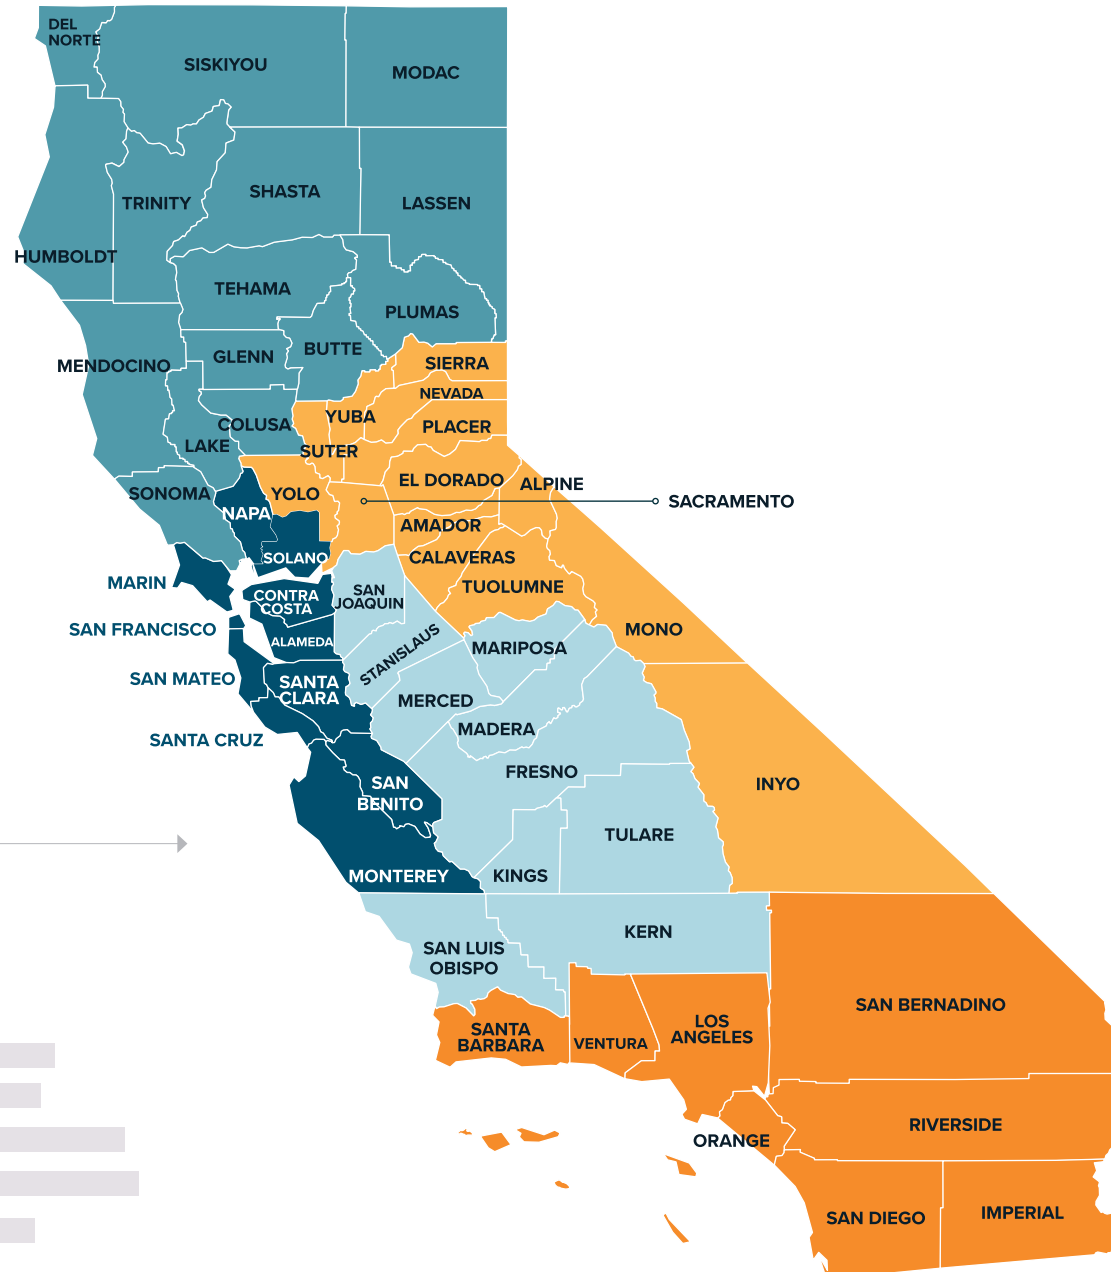 DEL
NORTE
SISKIYOU
MODAC
SHASTA
TRINITY
LASSEN
HUMBOLDT
TEHAMA
PLUMAS
BUTTE
GLENN
MENDOCINO
SIERRA
NEVADA
YUBA
COLUSA
PLACER
LAKE
SUTER
EL DORADO
ALPINE
SONOMA
YOLO
SACRAMENTO
NAPA
AMADOR
SOLANO
CALAVERAS
MARIN
TUOLUMNE
CONTRA
COSTA
SAN
JOAQUIN
SAN FRANCISCO
MONO
ALAMEDA
STANISLAUS
MARIPOSA
SAN MATEO
SANTA
CLARA
MERCED
MADERA
SANTA CRUZ
FRESNO
SAN
BENITO
INYO
TULARE
MONTEREY
KINGS
KERN
SAN LUIS
OBISPO
SAN BERNADINO
LOS
ANGELES
SANTA
BARBARA
VENTURA
RIVERSIDE
ORANGE
SAN DIEGO
IMPERIAL